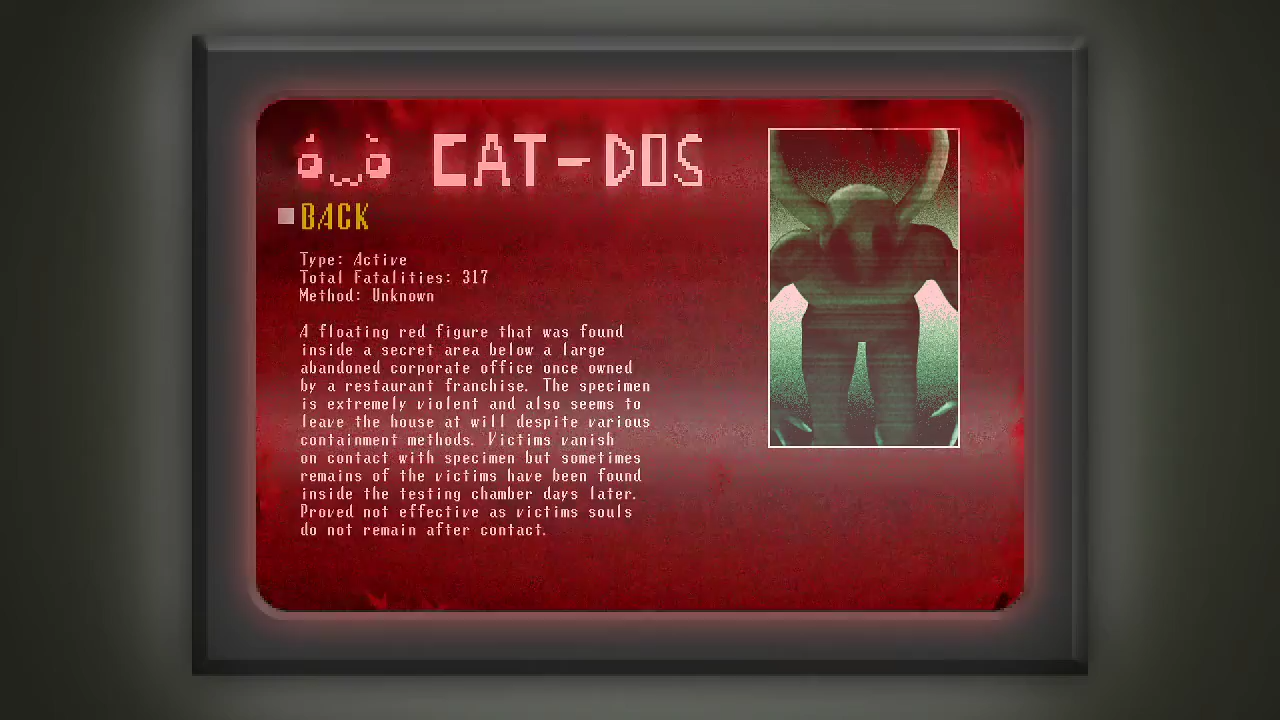 CAT-DOS
BACK
Type: Active
Total Fatalities: 317
Method: Unknown
A floating red figure that was found
inside a secret area below a large
abandoned corporate office once owned
by a restaurant franchise. The specimen
is extremely violent and also seems to
leave the house at will despite various
containment methods. Victims vanish
on contact with specimen but sometimes
remains of the victims have been found
inside the testing chamber days later.
Proved not effective as victims souls
do not remain after contact.